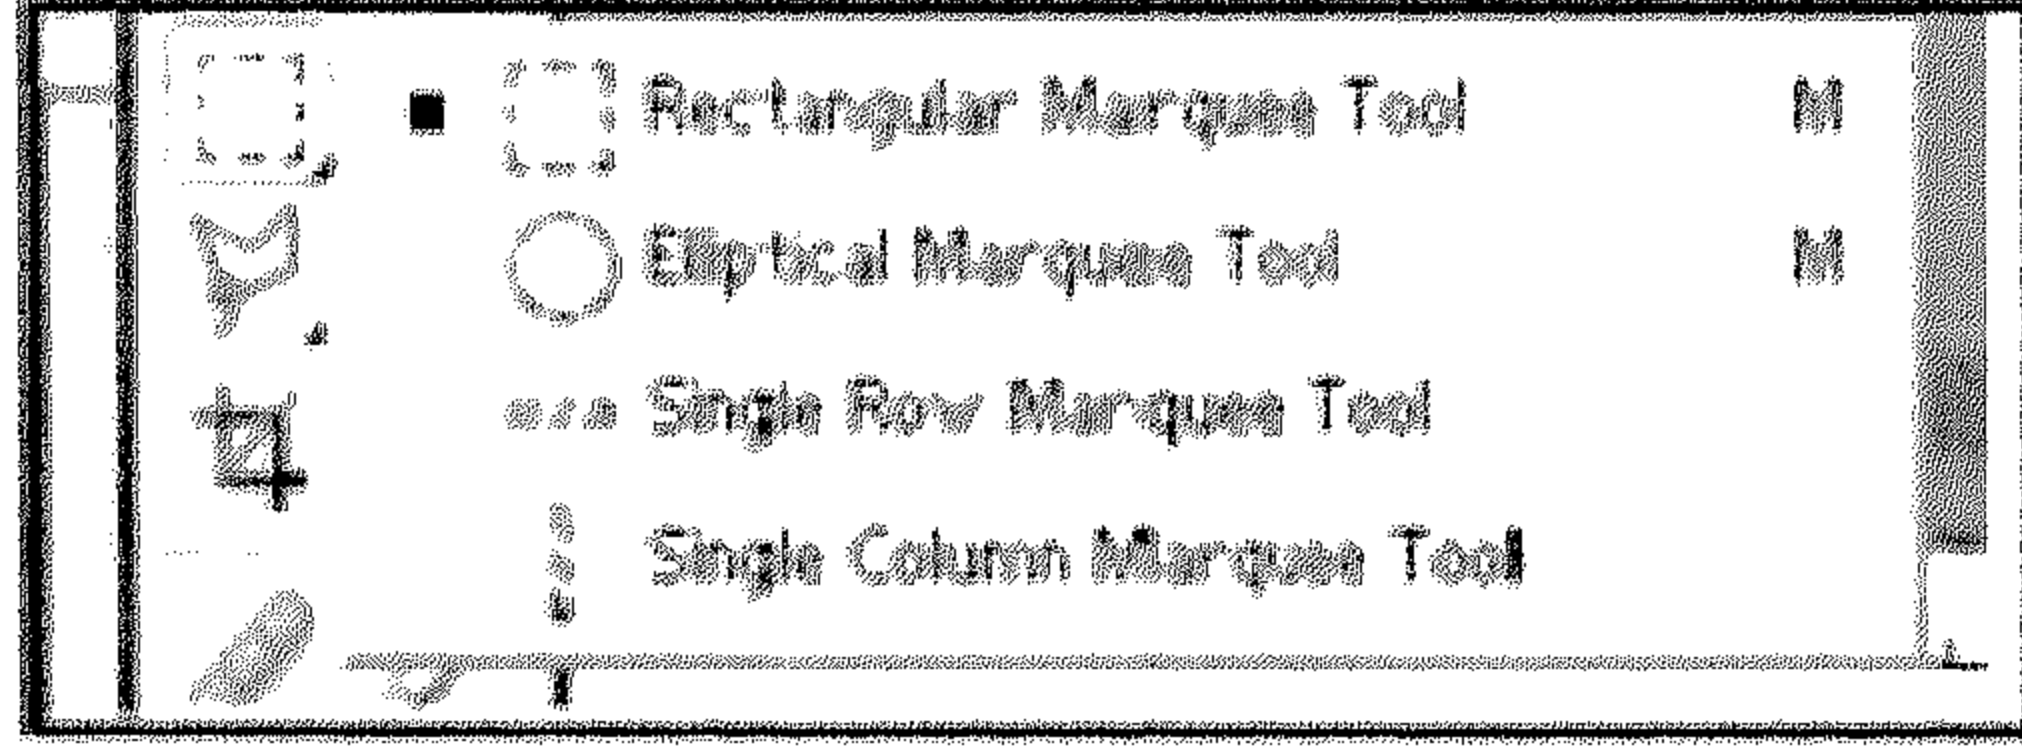 Rectangular Marquee Tool M
Elliptical Marquee Tool M
Single Row Marquee Tool
Single Column Marquee Tool